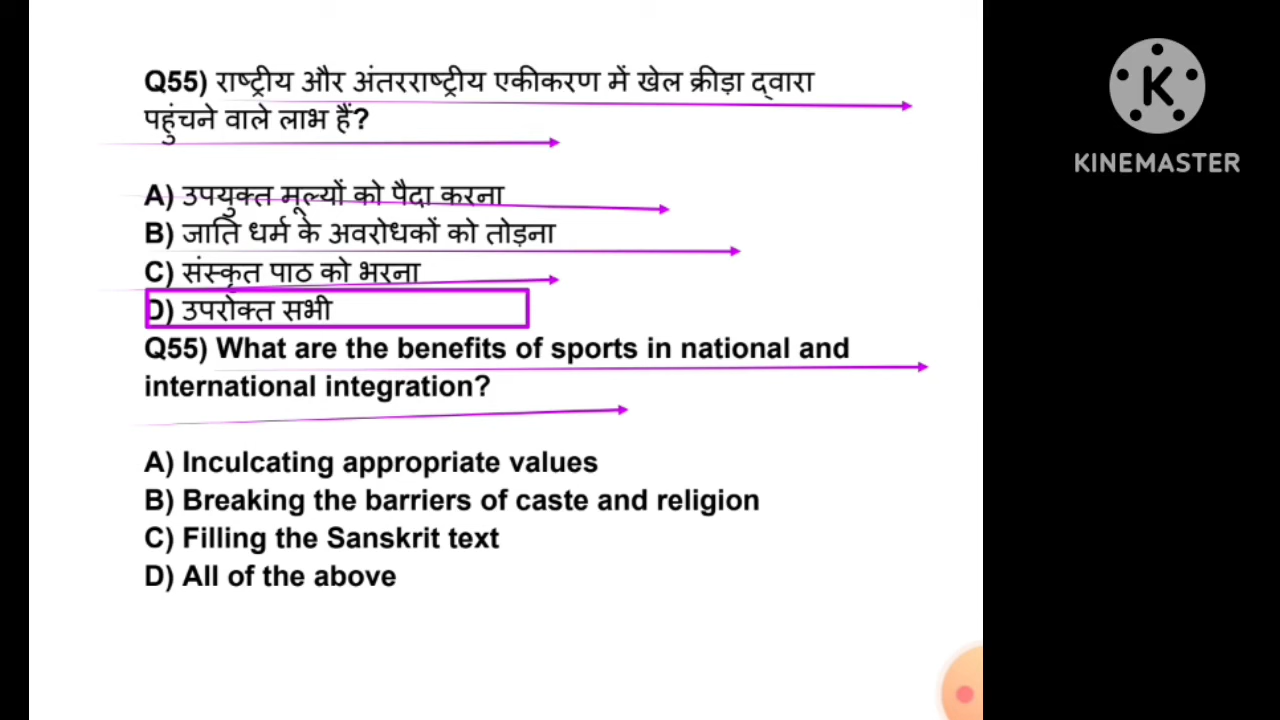 Q55) राष्ट्रीय और अंतरराष्ट्रीय एकीकरण में खेल क्रीड़ा द्वारा
पहुंचने वाले लाभ हैं?
A) उपयुक्त मूल्यों को पैदा करना
B) जाति धर्म के अवरोधकों को तोड़ना
C) संस्कृत पाठ को भरना
D) उपरोक्त सभी
Q55) What are the benefits of sports in national and
international integration?
A) Inculcating appropriate values
B) Breaking the barriers of caste and religion
C) Filling the Sanskrit text
D) All of the above
K
KINEMASTER